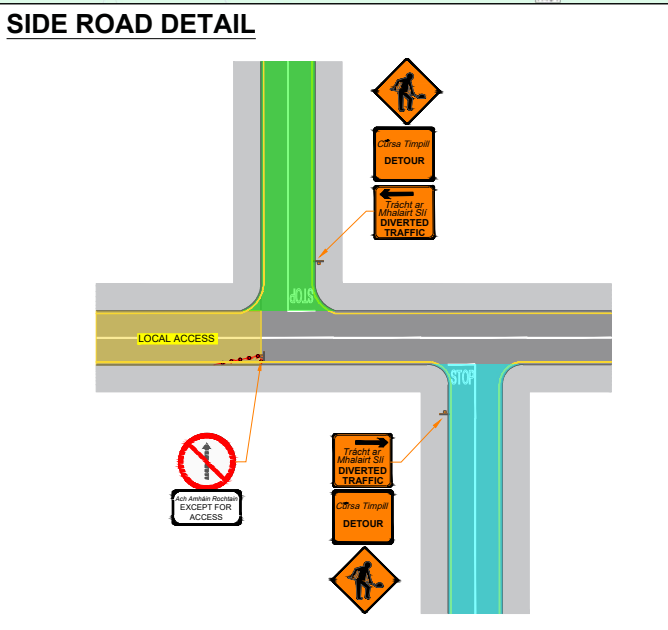 SIDE ROAD DETAIL
Cúrsa Timpill
DETOUR
Trácht ar
Mhalairt Slí
DIVERTED
TRAFFIC
STOP
LOCAL ACCESS
STOP
Ach Amháin Rochtain
EXCEPT FOR
ACCESS
Trácht ar
Mhalairt Slí
DIVERTED
TRAFFIC
Cúrsa Timpill
DETOUR